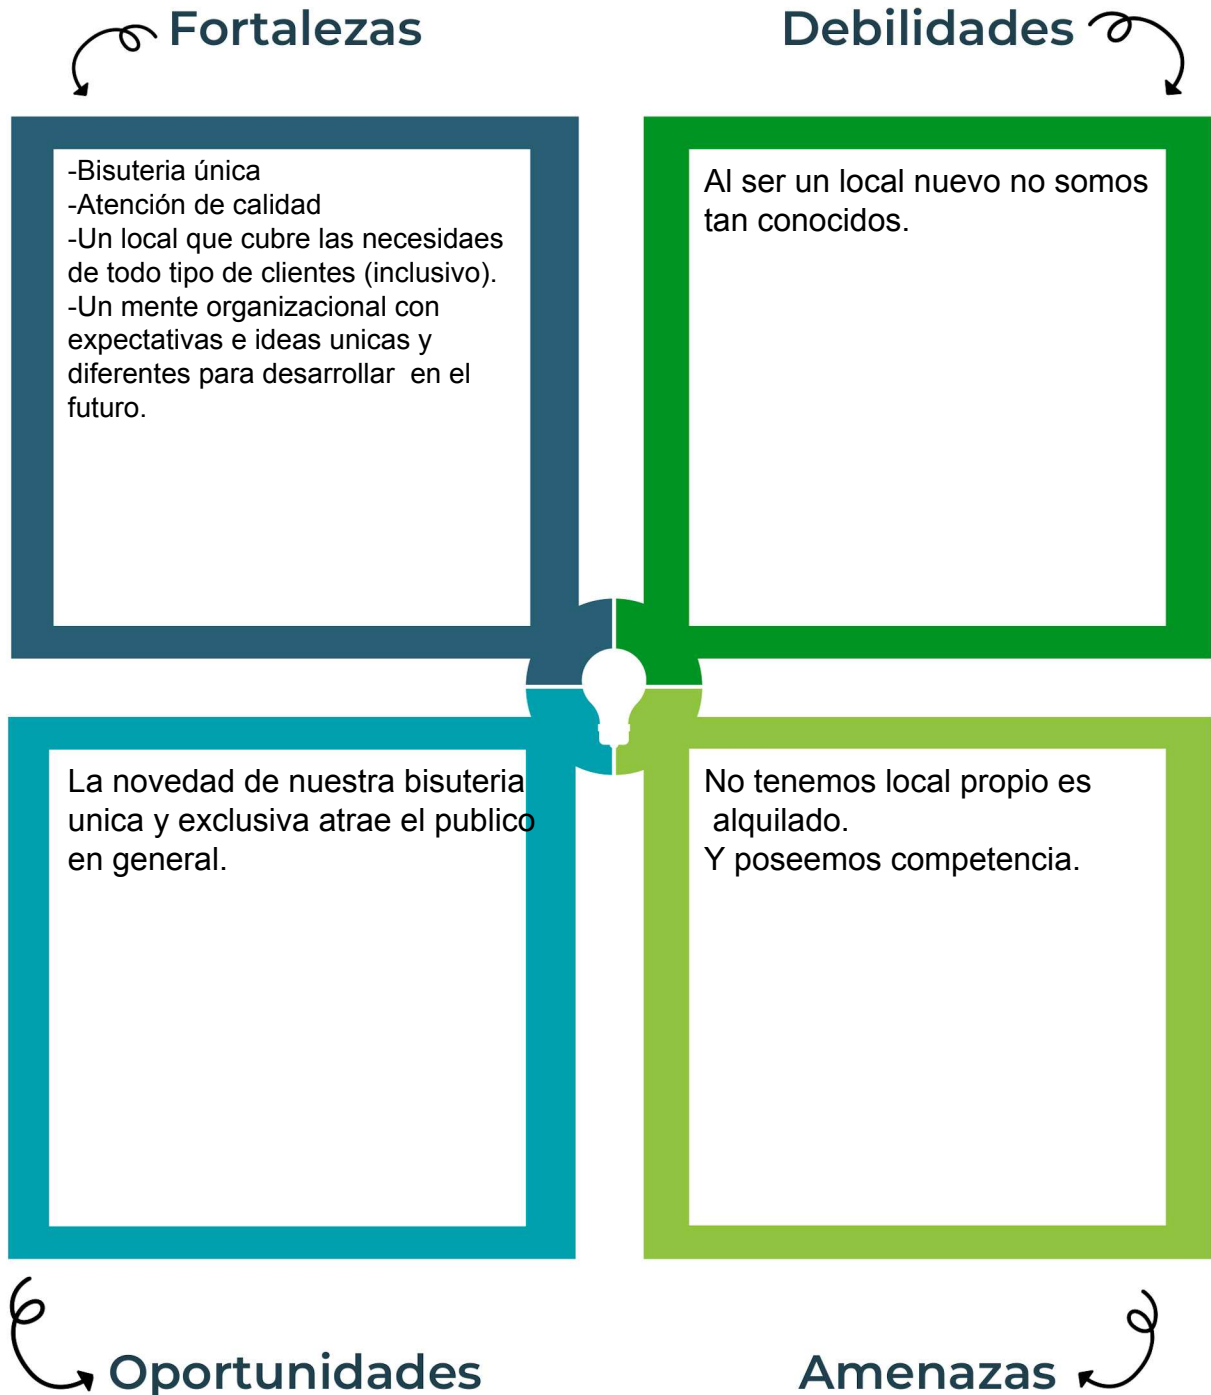 Fortalezas
-Bisuteria única
-Atención de calidad
-Un local que cubre las necesidaes
de todo tipo de clientes (inclusivo).
-Un mente organizacional con
expectativas e ideas unicas y
diferentes para desarrollar  en el
futuro.
Debilidades
Al ser un local nuevo no somos
tan conocidos.
La novedad de nuestra bisuteria
unica y exclusiva atrae el publico
en general.
Oportunidades
No tenemos local propio es
alquilado.
Y poseemos competencia.
Amenazas